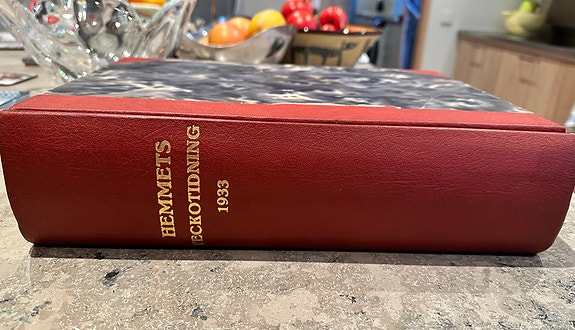 HEMMETS
VECKOTIDNING
1933